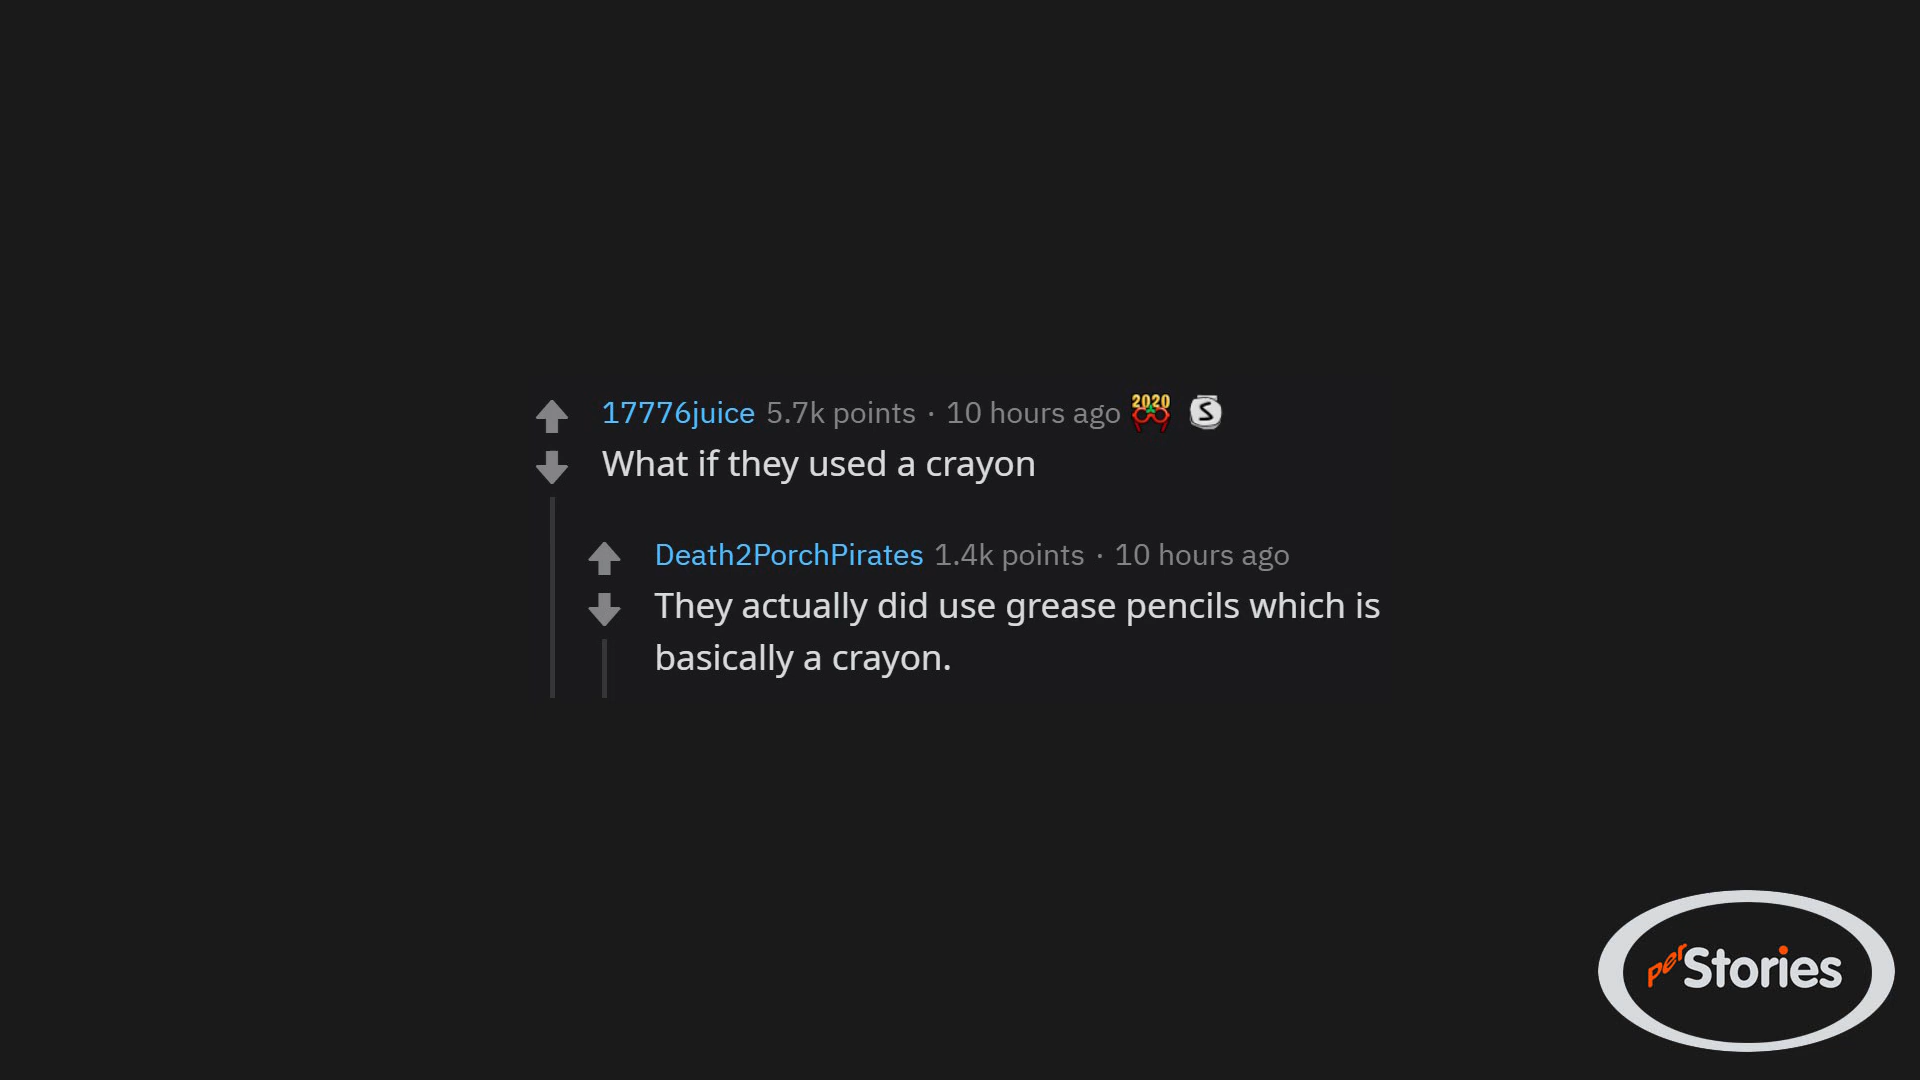 17776juice 5.7k points · 10 hours ago 2020 S
What if they used a crayon
Death2PorchPirates 1.4k points · 10 hours ago
They actually did use grease pencils which is
basically a crayon.
perStories